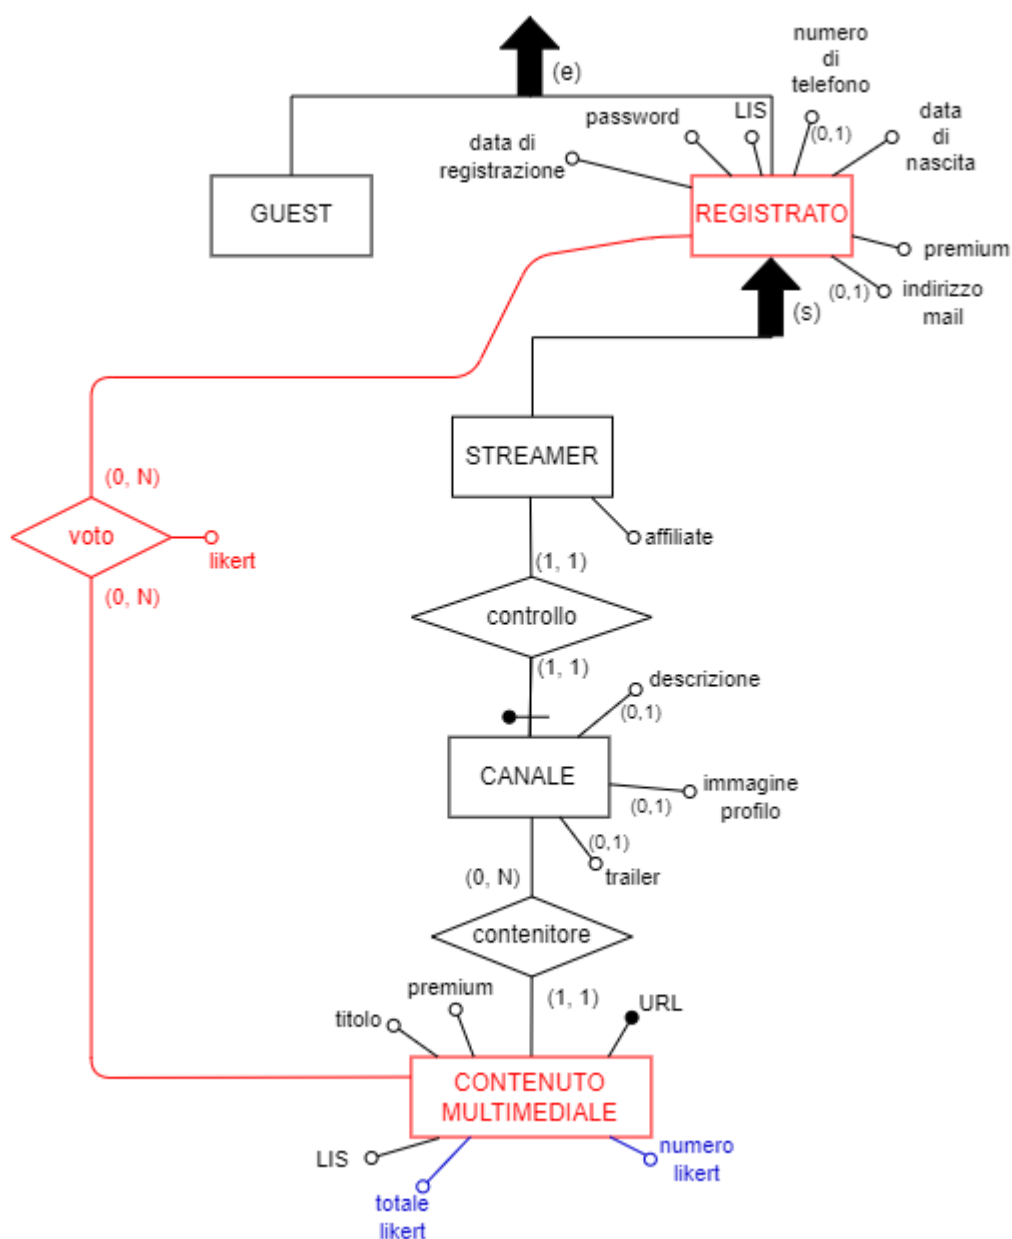 (e)
numero
di
telefono
(0,1)
LIS
password
data di
registrazione
data
di
nascita
GUEST
REGISTRATO
premium
(0,1)
indirizzo
mail
(s)
STREAMER
affiliate
(0, N)
voto
likert
(0, N)
(1, 1)
controllo
(1, 1)
descrizione
(0,1)
CANALE
immagine
profilo
(0,1)
(0,1)
trailer
(0, N)
contenitore
(1, 1)
premium
titolo
URL
CONTENUTO
MULTIMEDIALE
LIS
totale
likert
numero
likert